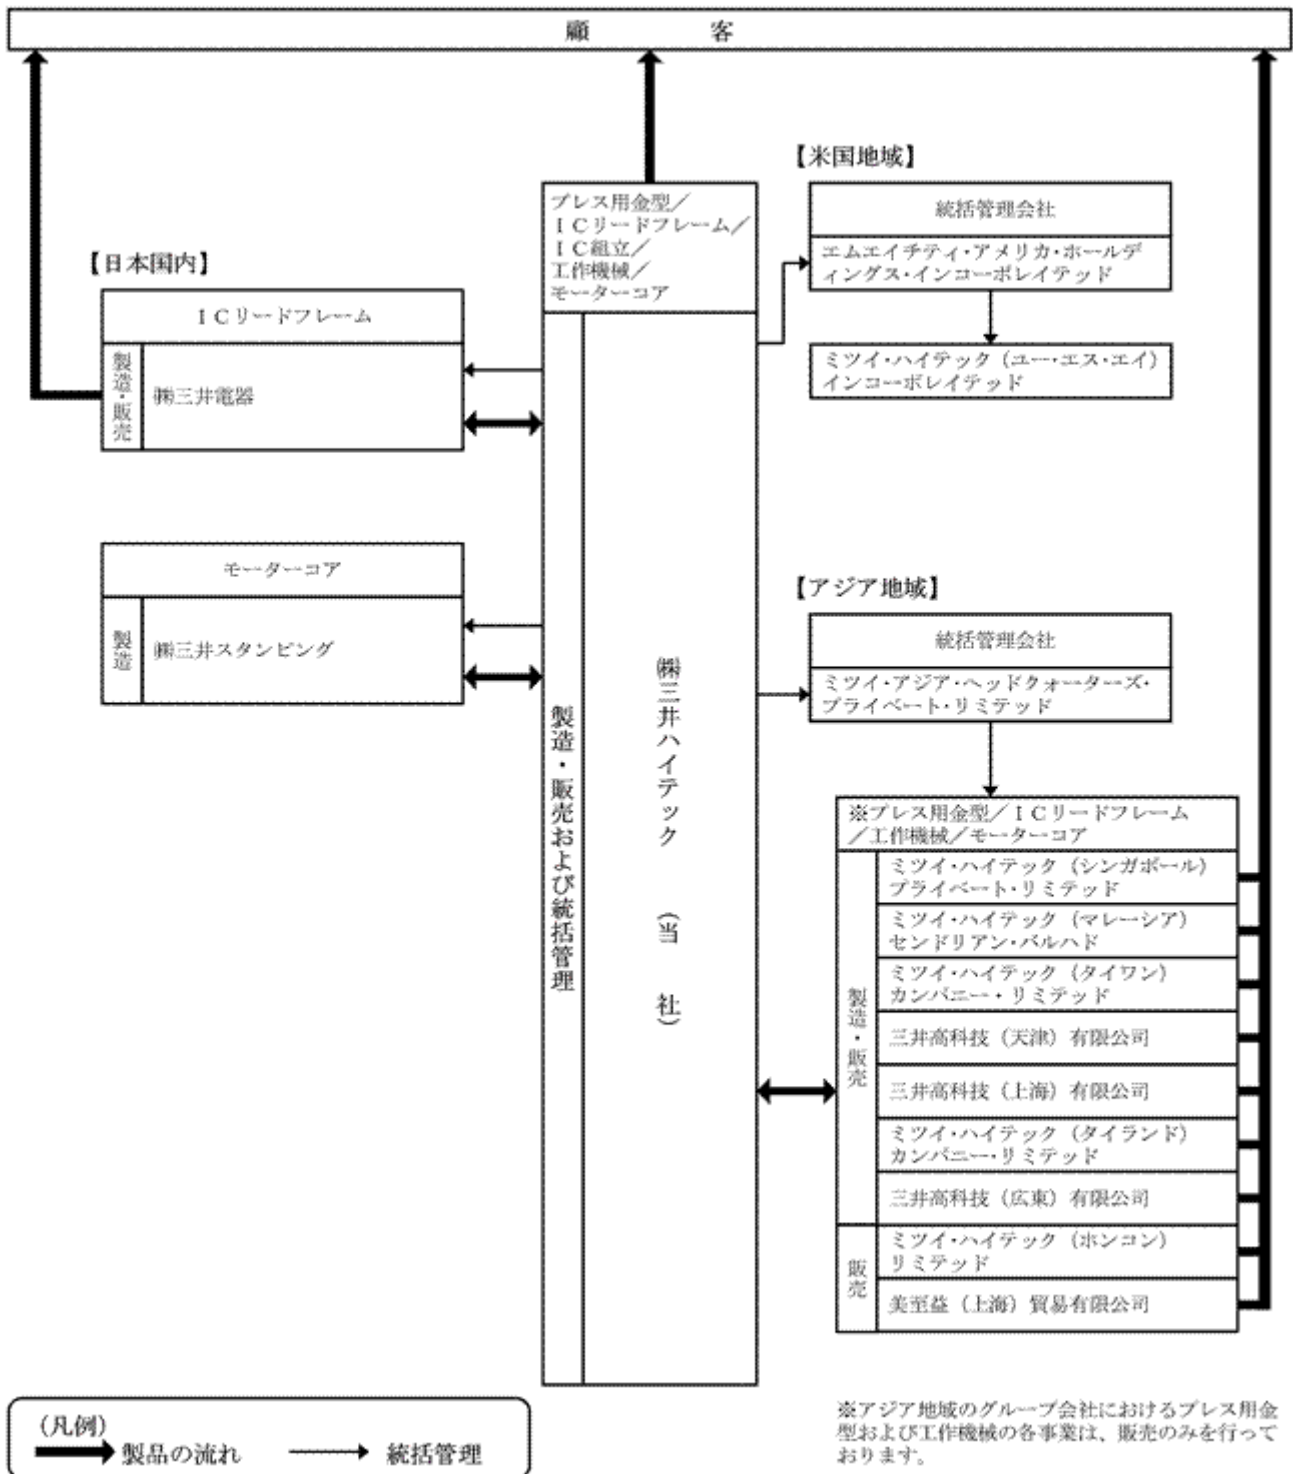 顧客
【米国地域】
プレス用金型／
ＩＣリードフレーム／
ＩＣ組立／
工作機械／
モーターコア
統括管理会社
エムエイチティ・アメリカ・ホールデ
ィングス・インコーポレイテッド
ミツイ・ハイテック（ユー・エス・エイ）
インコーポレイテッド
【日本国内】
ＩＣリードフレーム
製造・販売
㈱三井電器
モーターコア
製造
㈱三井スタンピング
製造・販売および統括管理
㈱三井ハイテック（当社）
【アジア地域】
統括管理会社
ミツイ・アジア・ヘッドクォーターズ・
プライベート・リミテッド
※プレス用金型／ＩＣリードフレーム
／工作機械／モーターコア
製造・販売
ミツイ・ハイテック（シンガポール）
プライベート・リミテッド
ミツイ・ハイテック（マレーシア）
センドリアン・バルハド
ミツイ・ハイテック（タイワン）
カンパニー・リミテッド
三井高科技（天津）有限公司
三井高科技（上海）有限公司
ミツイ・ハイテック（タイランド）
カンパニー・リミテッド
三井高科技（広東）有限公司
販売
ミツイ・ハイテック（ホンコン）
リミテッド
美至益（上海）貿易有限公司
（凡例）
製品の流れ
統括管理
※アジア地域のグループ会社におけるプレス用金
型および工作機械の各事業は、販売のみを行って
おります。